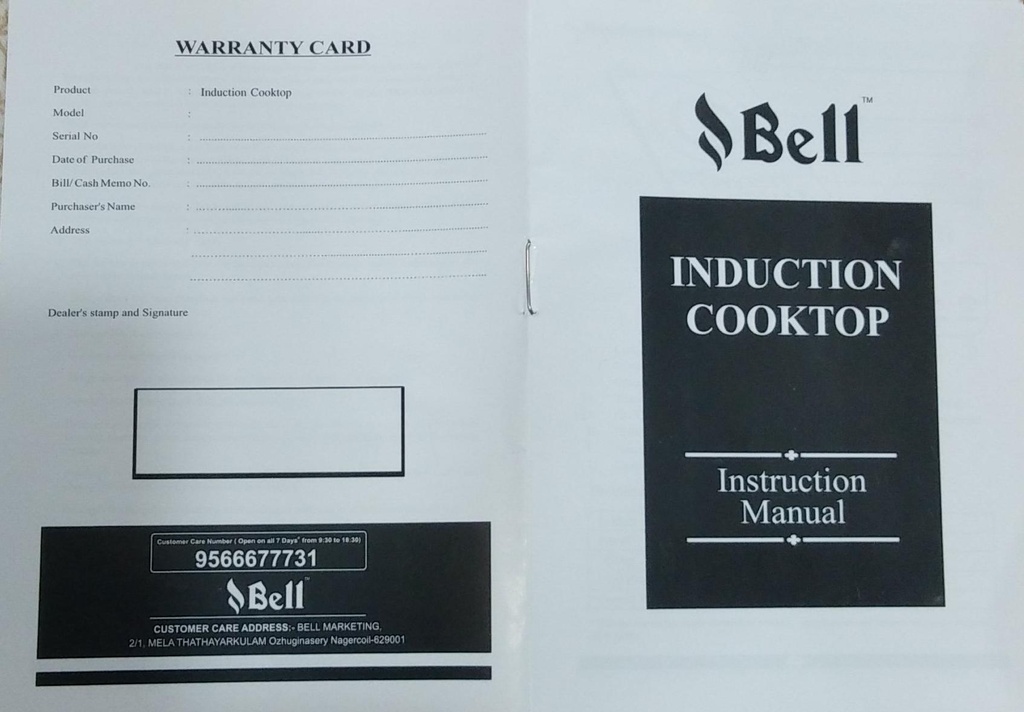 WARRANTY CARD
Product : Induction Cooktop
Model :
Serial No :
Date of Purchase :
Bill/Cash Memo No. :
Purchaser's Name :
Address :
Dealer's stamp and Signature
Customer Care Number ( Open on all 7 Days* from 9:30 to 18:30)
9566677731
Bell™
CUSTOMER CARE ADDRESS:- BELL MARKETING,
2/1, MELA THATHAYARKULAM Ozhuginasery Nagercoil-629001
Bell™
INDUCTION
COOKTOP
Instruction
Manual